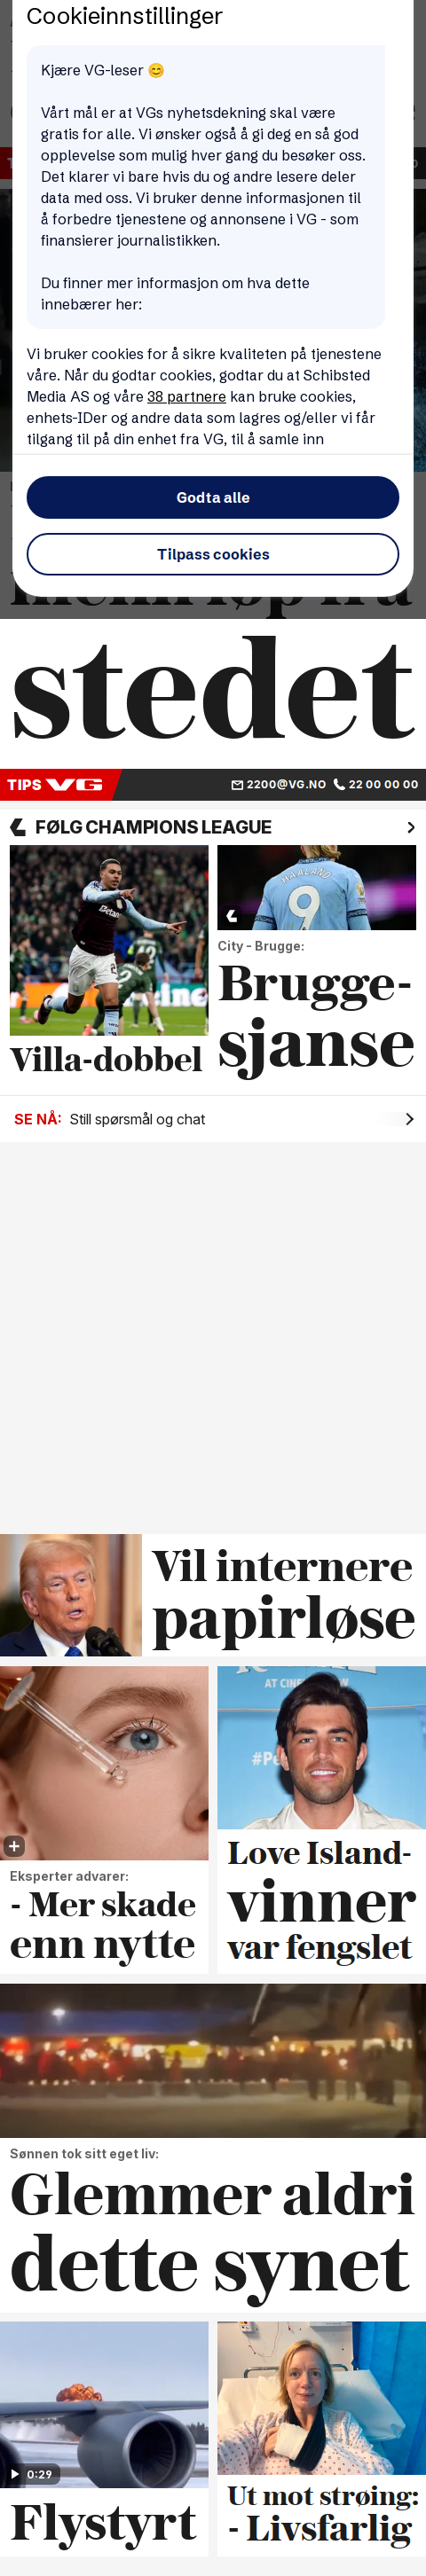 Cookieinnstillinger
Kjære VG-leser 😊
Vårt mål er at VGs nyhetsdekning skal være
gratis for alle. Vi ønsker også å gi deg en så god
opplevelse som mulig hver gang du besøker oss.
Det klarer vi bare hvis du og andre lesere deler
data med oss. Vi bruker denne informasjonen til
å forbedre tjenestene og annonsene i VG - som
finansierer journalistikken.
Du finner mer informasjon om hva dette
innebærer her:
Vi bruker cookies for å sikre kvaliteten på tjenestene
våre. Når du godtar cookies, godtar du at Schibsted
Media AS og våre 38 partnere kan bruke cookies,
enhets-IDer og andre data som lagres og/eller vi får
tilgang til på din enhet fra VG, til å samle inn
Godta alle
Tilpass cookies
stedet
TIPS VG 2200@VG.NO 22 00 00 00
FØLG CHAMPIONS LEAGUE
Villa-dobbel
HAALAND
9
City - Brugge:
Brugge-
sjanse
SE NÅ: Still spørsmål og chat
Vil internere
papirløse
Eksperter advarer:
- Mer skade
enn nytte
AT CINE
Love Island-
vinner
var fengslet
Sønnen tok sitt eget liv:
Glemmer aldri
dette synet
0:29
Flystyrt
Ut mot strøing:
- Livsfarlig